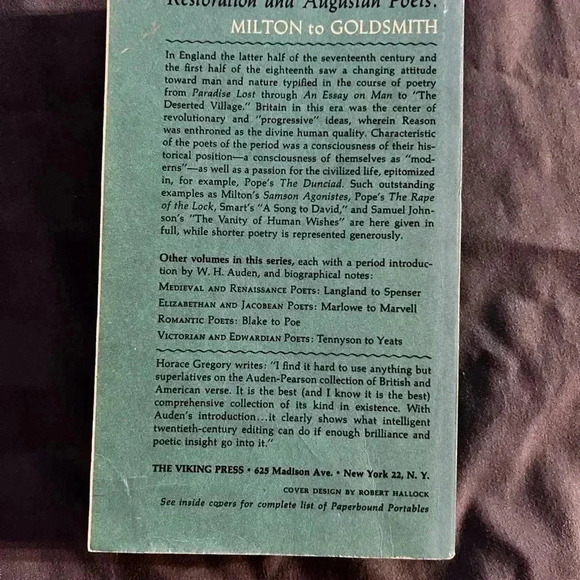 Restoration and Augustan Poets:
MILTON to GOLDSMITH
In England the latter half of the seventeenth century and
the first half of the eighteenth saw a changing attitude
toward man and nature typified in the course of poetry
from Paradise Lost through An Essay on Man to "The
Deserted Village." Britain in this era was the center of
revolutionary and "progressive" ideas, wherein Reason
was enthroned as the divine human quality. Characteristic
of the poets of the period was a consciousness of their his-
torical position—a consciousness of themselves as "mod-
erns"—as well as a passion for the civilized life, epitomized
in, for example, Pope's The Dunciad. Such outstanding
examples as Milton's Samson Agonistes, Pope's The Rape
of the Lock, Smart's "A Song to David," and Samuel John-
son's "The Vanity of Human Wishes" are here given in
full, while shorter poetry is represented generously.
Other volumes in this series, each with a period introduc-
tion by W. H. Auden, and biographical notes:
MEDIEVAL AND RENAISSANCE POETS: Langland to Spenser
ELIZABETHAN AND JACOBEAN POETS: Marlowe to Marvell
ROMANTIC POETS: Blake to Poe
VICTORIAN AND EDWARDIAN POETS: Tennyson to Yeats
Horace Gregory writes: "I find it hard to use anything but
superlatives on the Auden-Pearson collection of British and
American verse. It is the best (and I know it is the best)
comprehensive collection of its kind in existence. With
Auden's introduction...it clearly shows what intelligent
twentieth-century editing can do if enough brilliance and
poetic insight go into it."
THE VIKING PRESS • 625 Madison Ave. • New York 22, N. Y.
COVER DESIGN BY ROBERT HALLOCK
See inside covers for complete list of Paperbound Portables